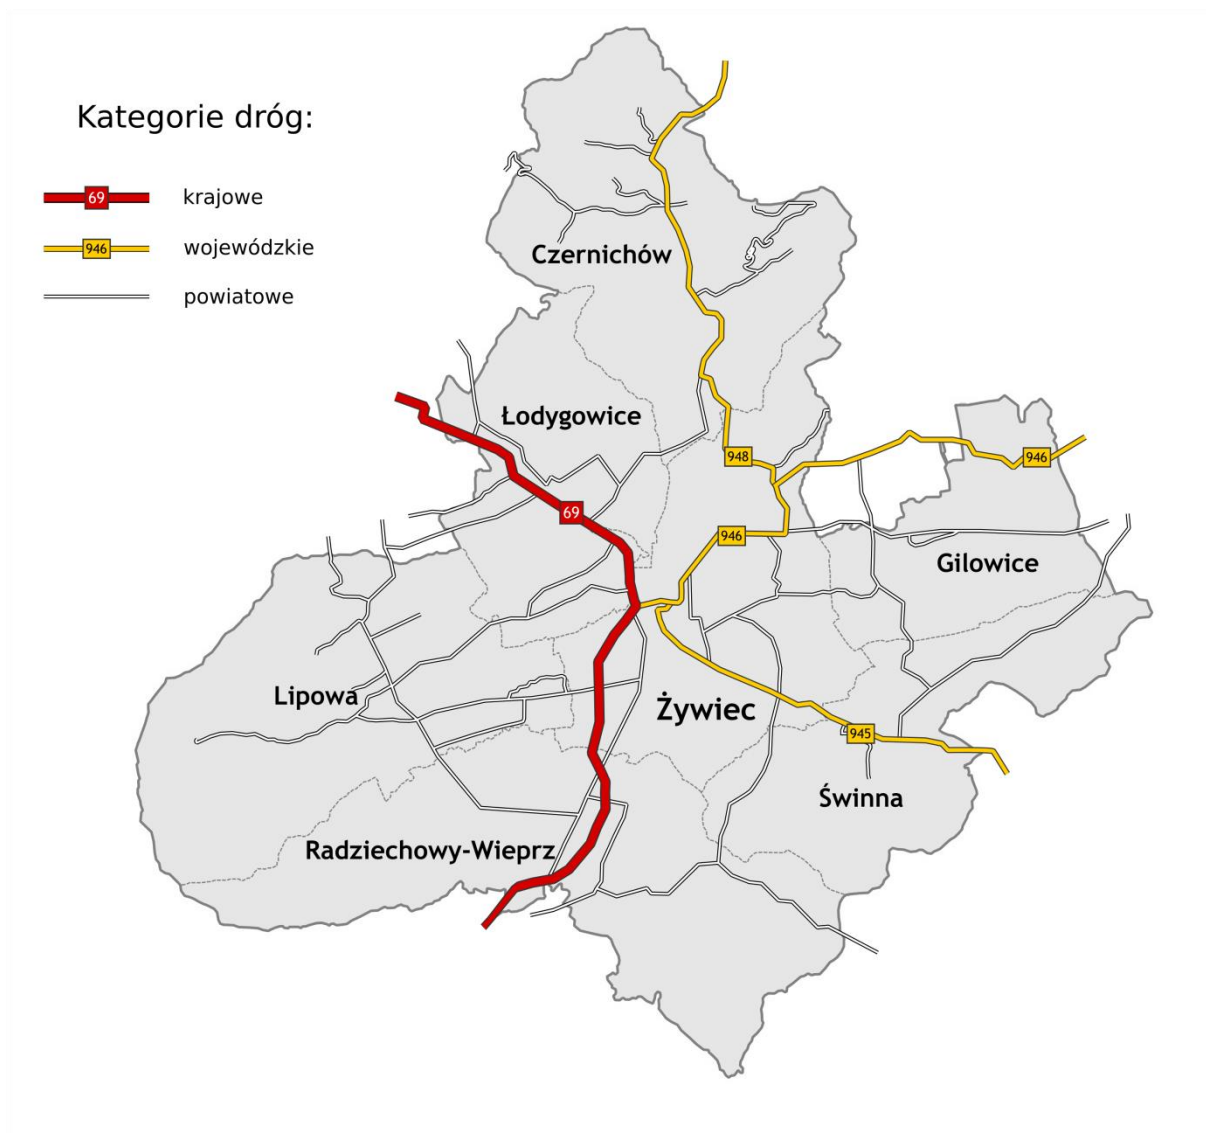 Kategorie dróg:
69 krajowe
946 wojewódzkie
powiatowe
Czernichów
Łodygowice
948
946
69
946
Gilowice
Lipowa
Żywiec
945
Świnna
Radziechowy-Wieprz